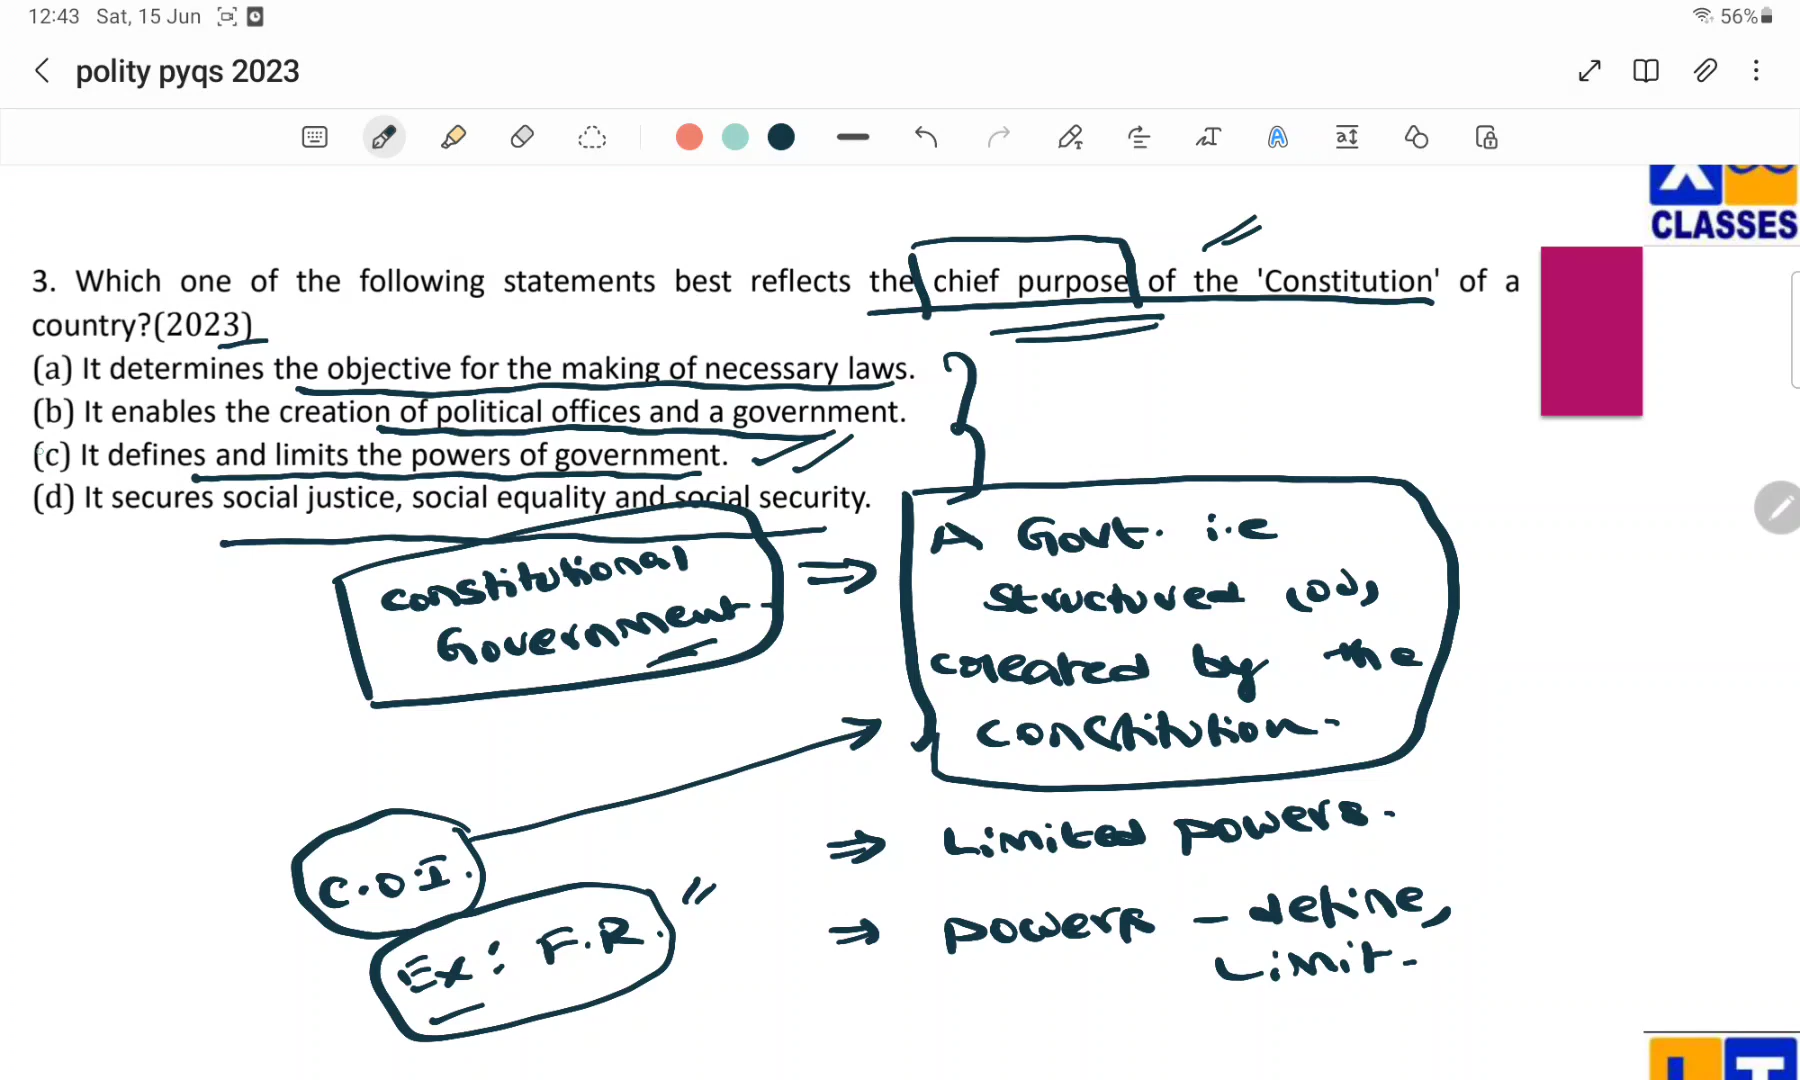 12:43 Sat, 15 Jun
56%
polity pyqs 2023
CLASSES
3. Which one of the following statements best reflects the chief purpose of the 'Constitution' of a
country?(2023)
(a) It determines the objective for the making of necessary laws.
(b) It enables the creation of political offices and a government.
(c) It defines and limits the powers of government.
(d) It secures social justice, social equality and social security.
Constitutional
Government
A Govt. i.e
Structured (or)
created by the
constitution.
C.O.I.
Ex: F.R.
⇒ Limited powers.
⇒ powers - define,
Limit.